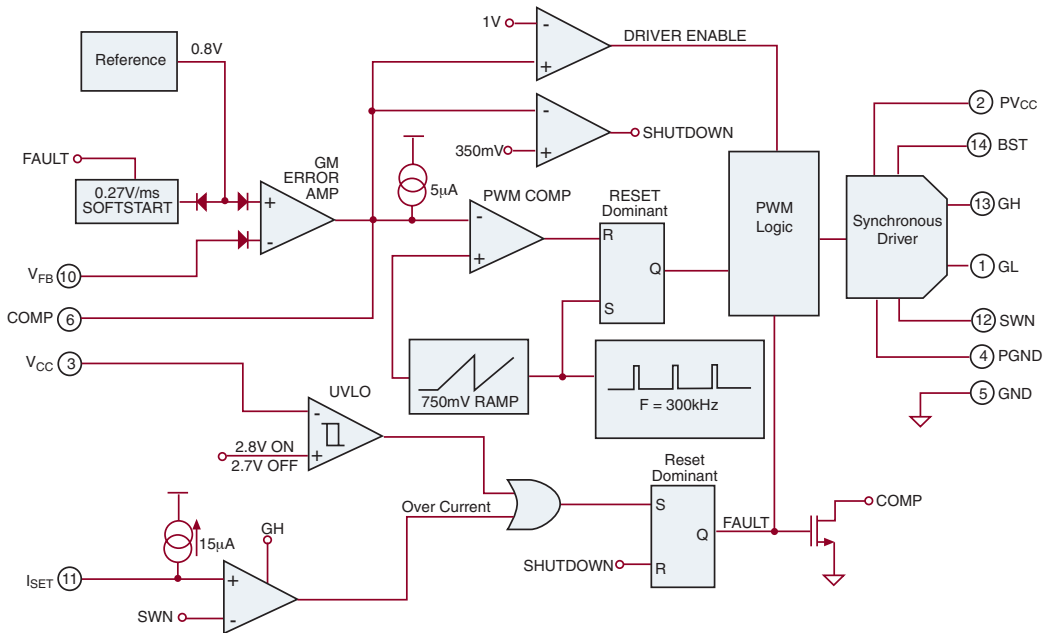 1V
-
+
DRIVER ENABLE
Reference
0.8V
-
+
350mV
SHUTDOWN
2 PVCC
14 BST
13 GH
1 GL
12 SWN
4 PGND
5 GND
FAULT
0.27V/ms
SOFTSTART
GM
ERROR
AMP
+
-
5µA
PWM COMP
-
+
RESET
Dominant
R
Q
S
PWM
Logic
Synchronous
Driver
VFB 10
COMP 6
VCC 3
750mV RAMP
F = 300kHz
UVLO
-
+
2.8V ON
2.7V OFF
Over Current
Reset
Dominant
S
Q
R
FAULT
COMP
SHUTDOWN
15µA
GH
ISET 11
+
-
SWN